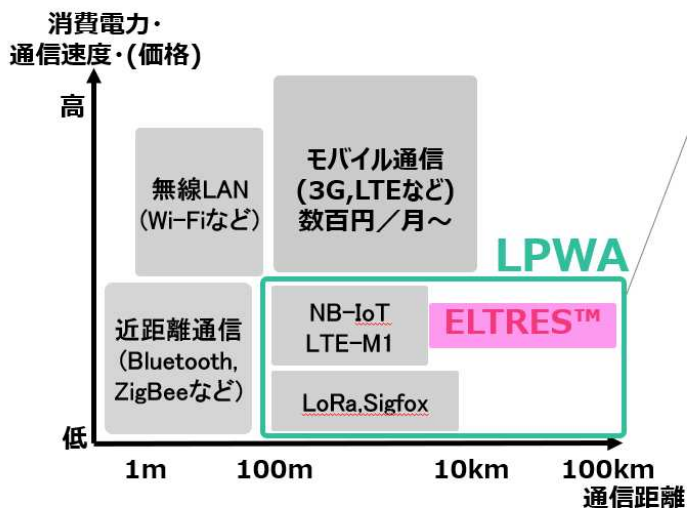 消費電力・
通信速度・(価格)
高
モバイル通信
(3G,LTEなど)
数百円／月～
無線LAN
(Wi-Fiなど)
LPWA
近距離通信
(Bluetooth,
ZigBeeなど)
NB-IoT
LTE-M1
ELTRES™
LoRa,Sigfox
低
1m 100m 10km 100km
通信距離